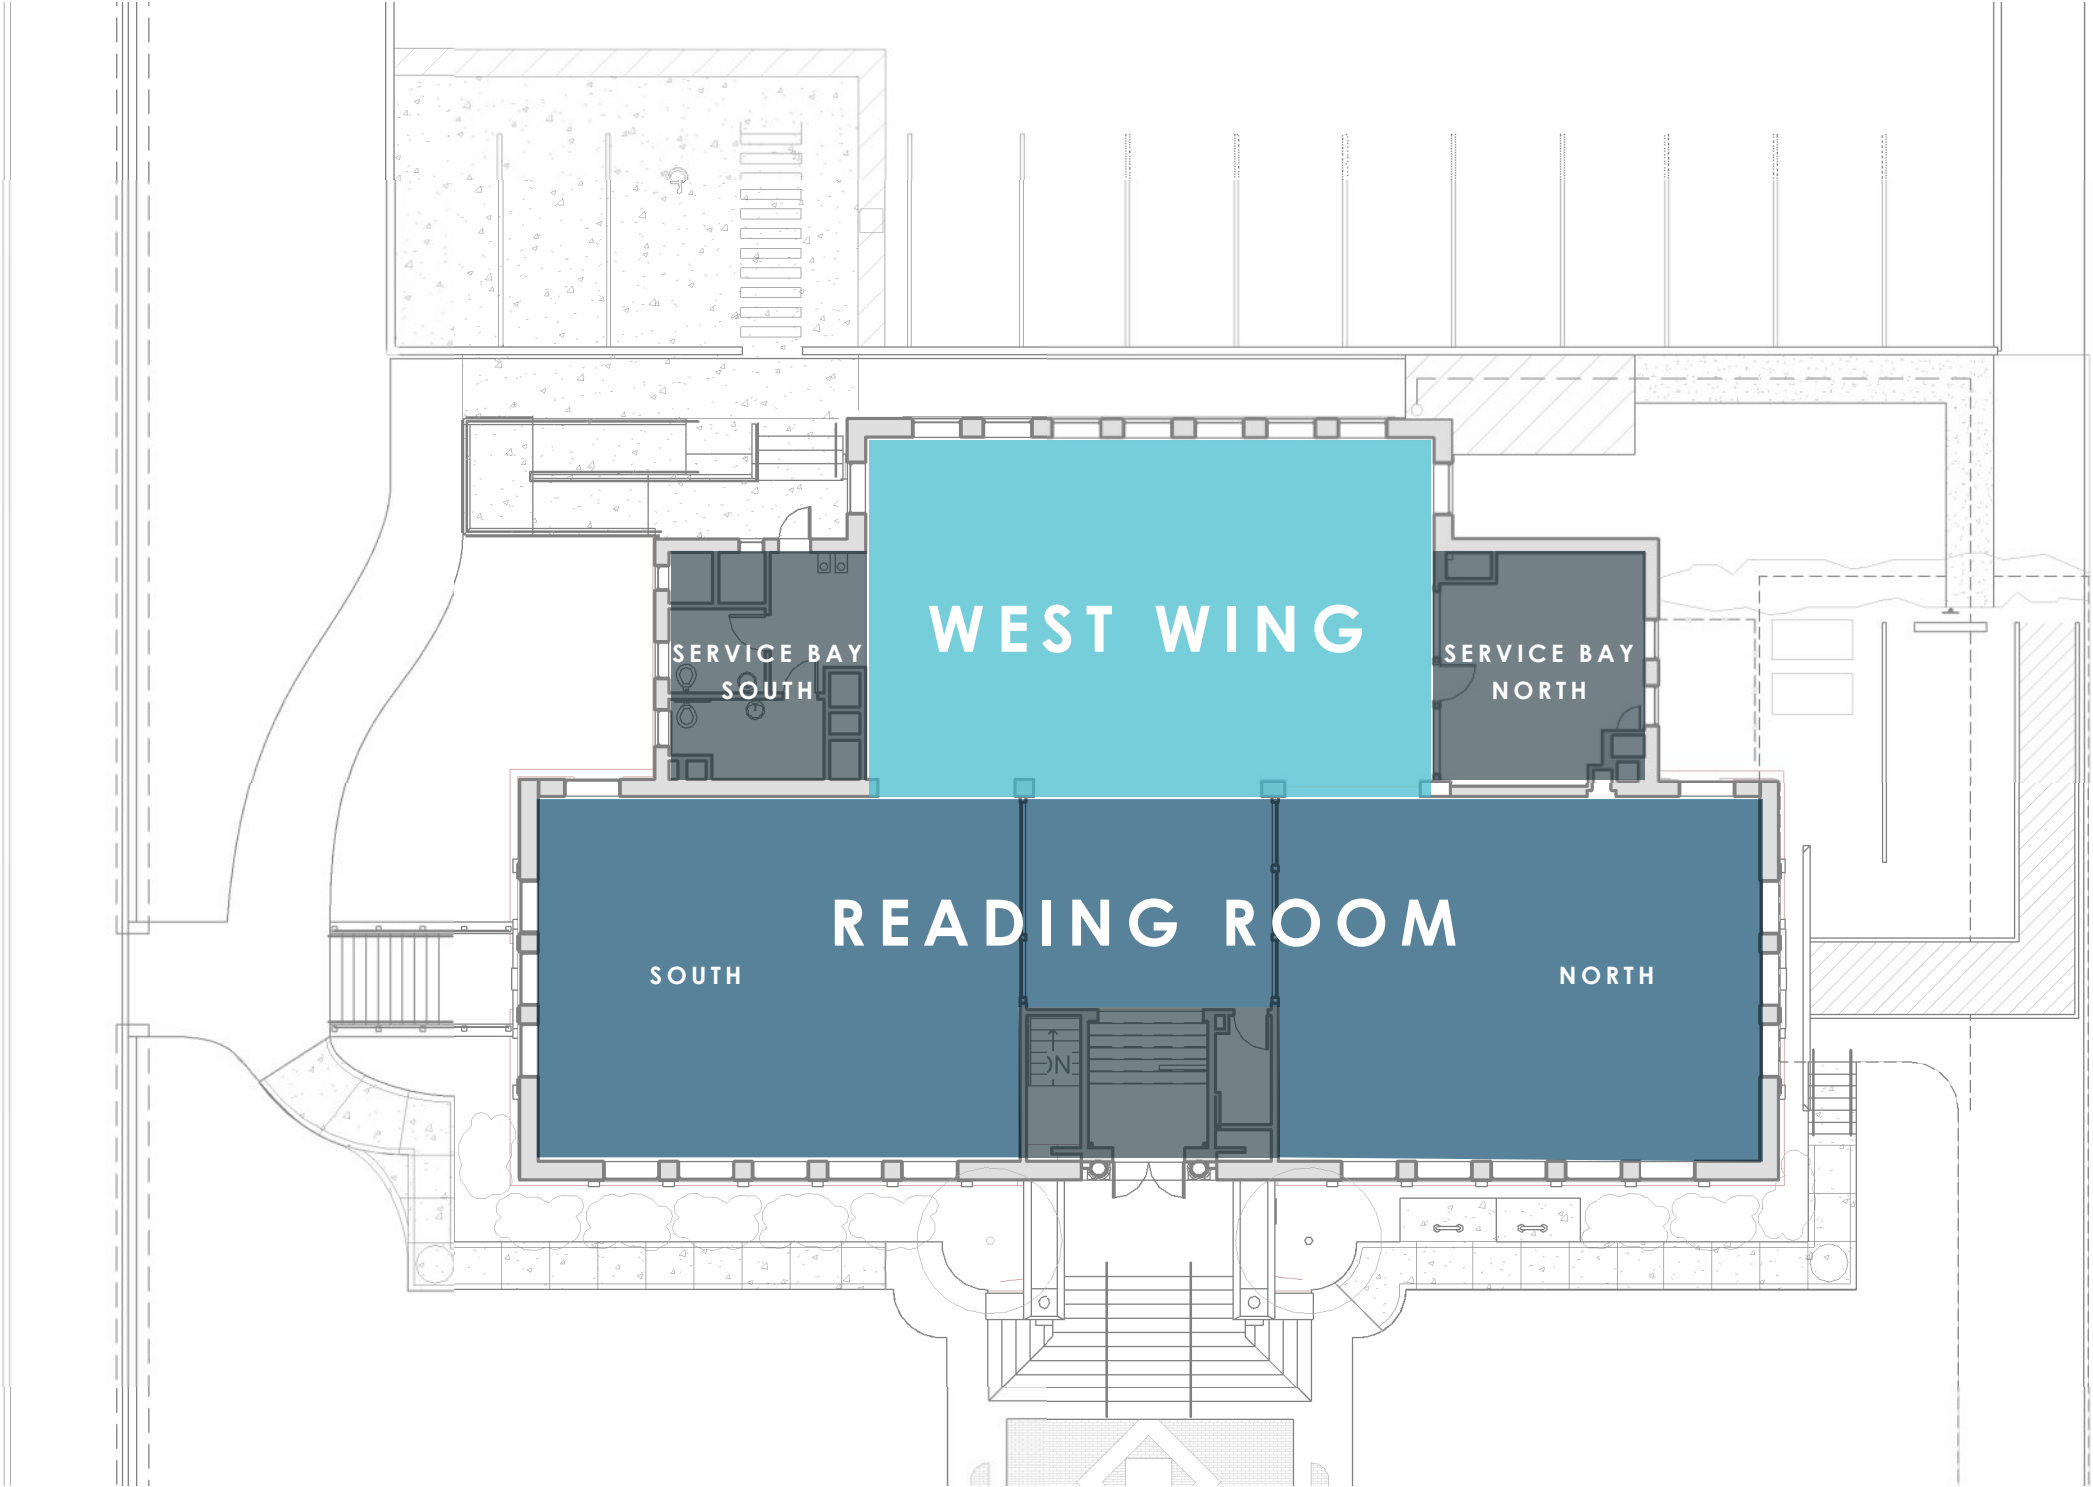 WEST WING
SERVICE BAY
SOUTH
SERVICE BAY
NORTH
READING ROOM
SOUTH
NORTH
DN